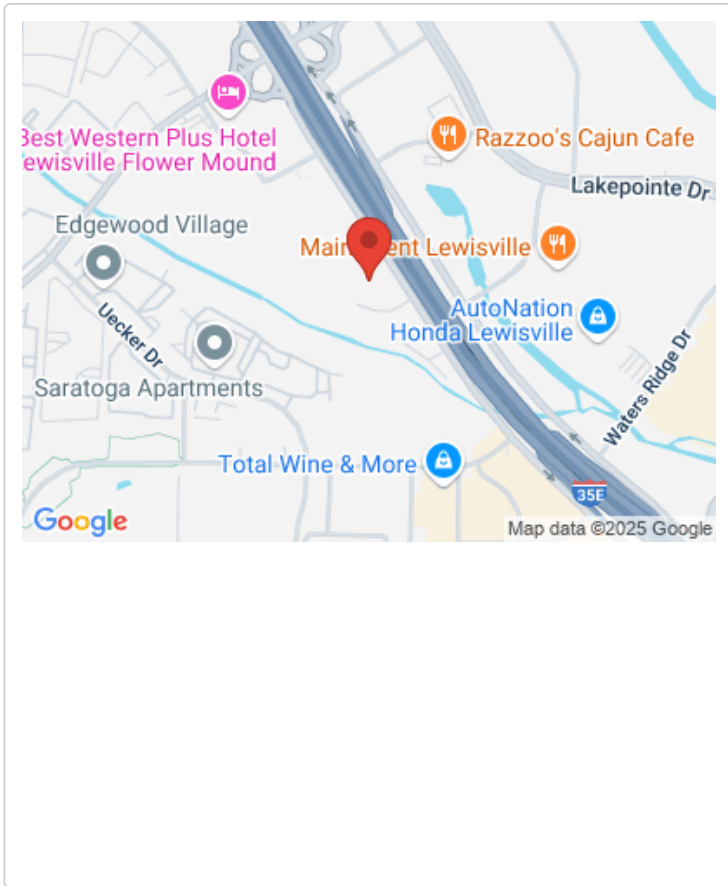 Best Western Plus Hotel
Lewisville Flower Mound
Razzoo's Cajun Cafe
Lakepointe Dr
Edgewood Village
Lewisville
AutoNation
Honda Lewisville
Uecker Dr
Saratoga Apartments
Waters Ridge Dr
Total Wine & More
35E
Google
Map data ©2025 Google